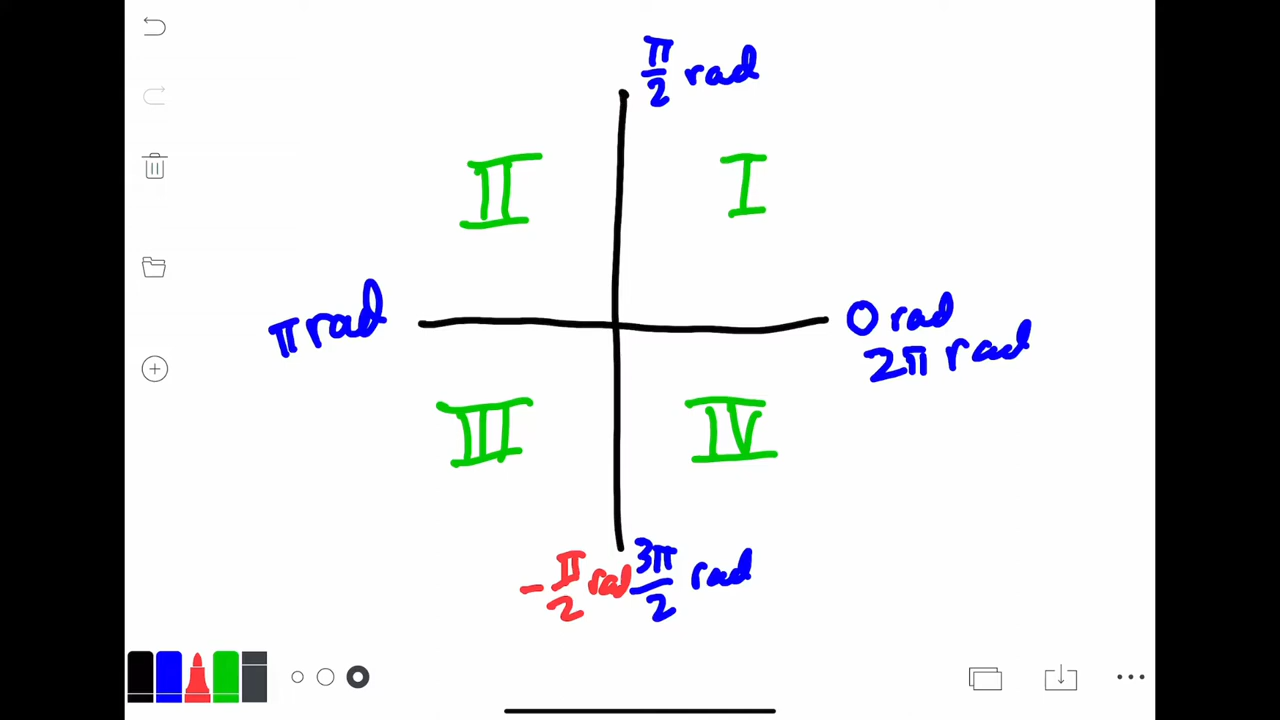 π/2 rad
II
I
π rad
0 rad
2π rad
III
IV
-π/2 rad
3π/2 rad